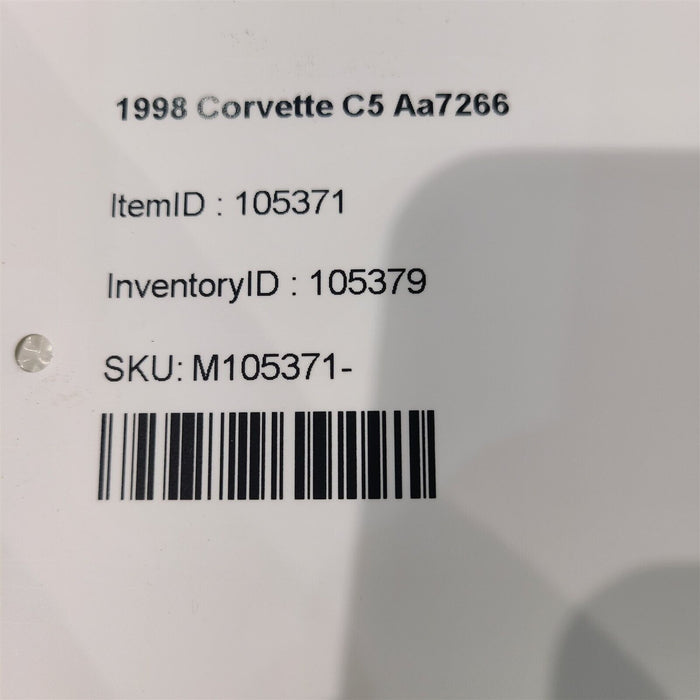 1998 Corvette C5 Aa7266
ItemID : 105371
InventoryID : 105379
SKU: M105371-